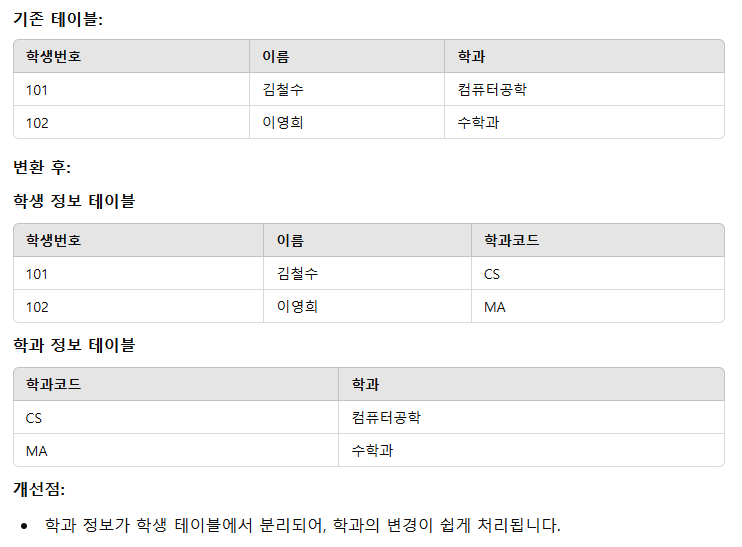 기존 테이블:
학생번호 이름 학과
101 김철수 컴퓨터공학
102 이영희 수학과
변환 후:
학생 정보 테이블
학생번호 이름 학과코드
101 김철수 CS
102 이영희 MA
학과 정보 테이블
학과코드 학과
CS 컴퓨터공학
MA 수학과
개선점:
• 학과 정보가 학생 테이블에서 분리되어, 학과의 변경이 쉽게 처리됩니다.